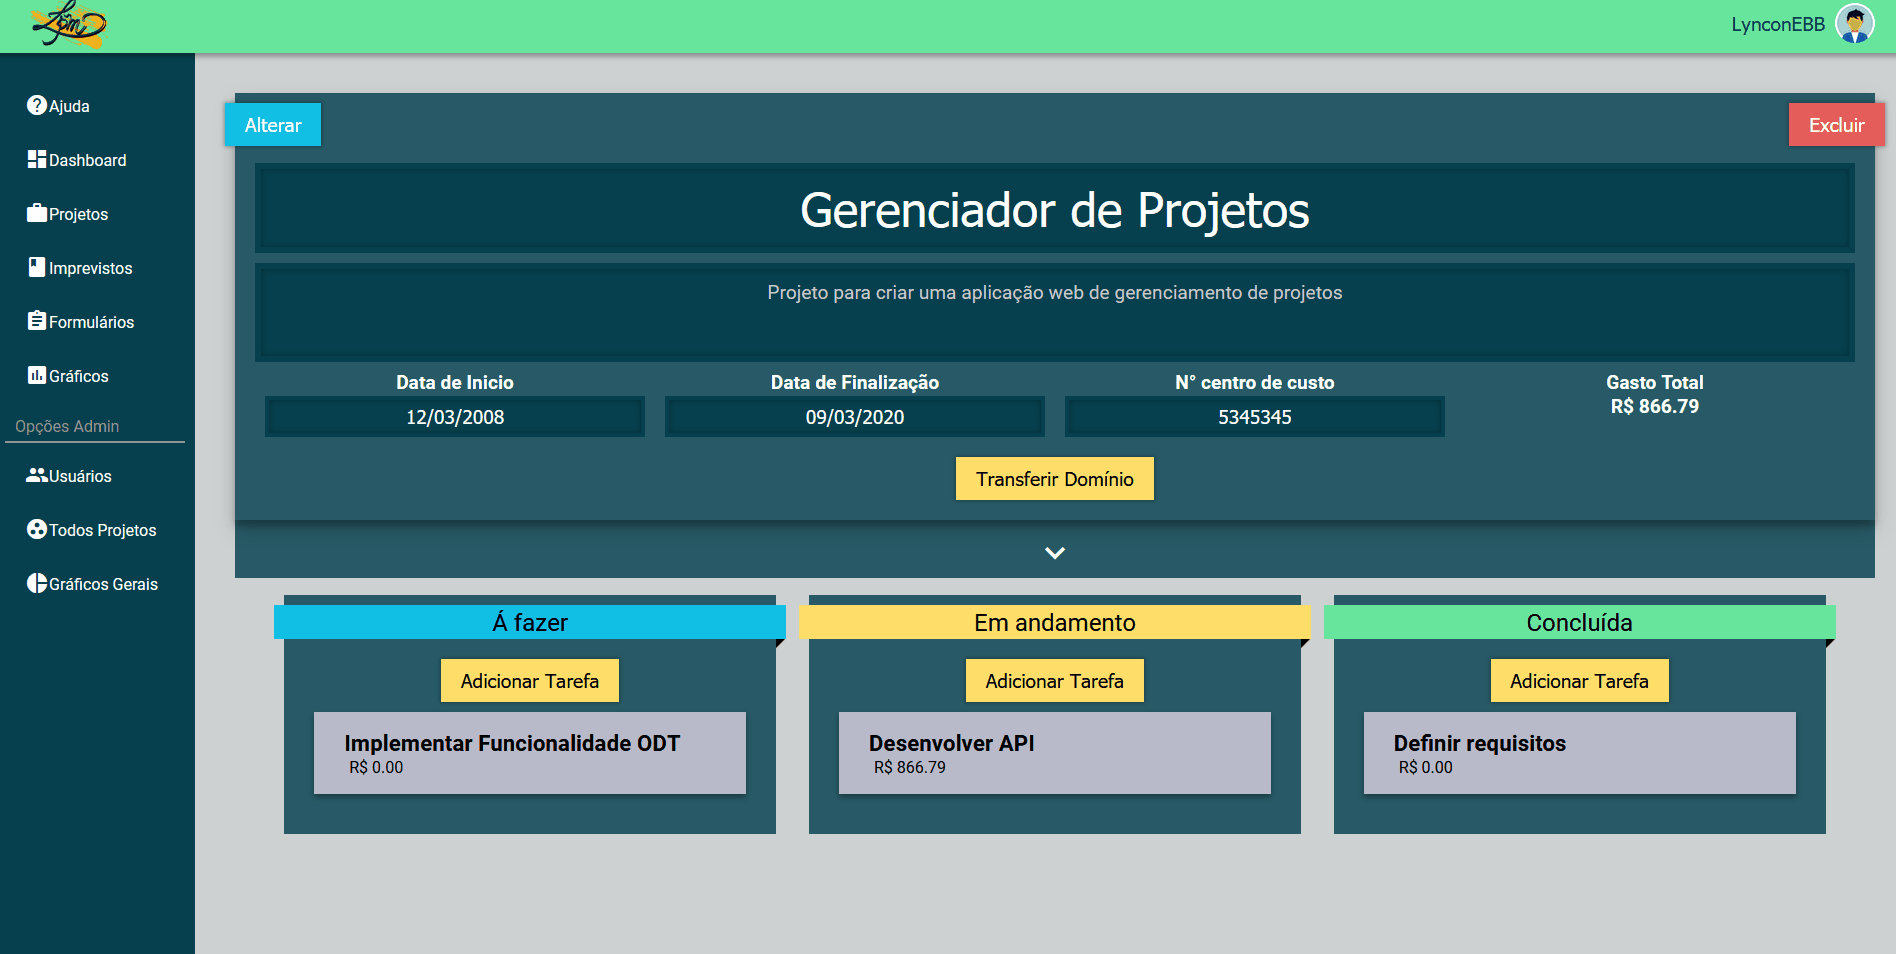 LynconEBB
Ajuda
Dashboard
Projetos
Imprevistos
Formulários
Gráficos
Opções Admin
Usuários
Todos Projetos
Gráficos Gerais
Alterar
Excluir
Gerenciador de Projetos
Projeto para criar uma aplicação web de gerenciamento de projetos
Data de Inicio
12/03/2008
Data de Finalização
09/03/2020
N° centro de custo
5345345
Gasto Total
R$ 866.79
Transferir Domínio
Á fazer
Adicionar Tarefa
Implementar Funcionalidade ODT
R$ 0.00
Em andamento
Adicionar Tarefa
Desenvolver API
R$ 866.79
Concluída
Adicionar Tarefa
Definir requisitos
R$ 0.00